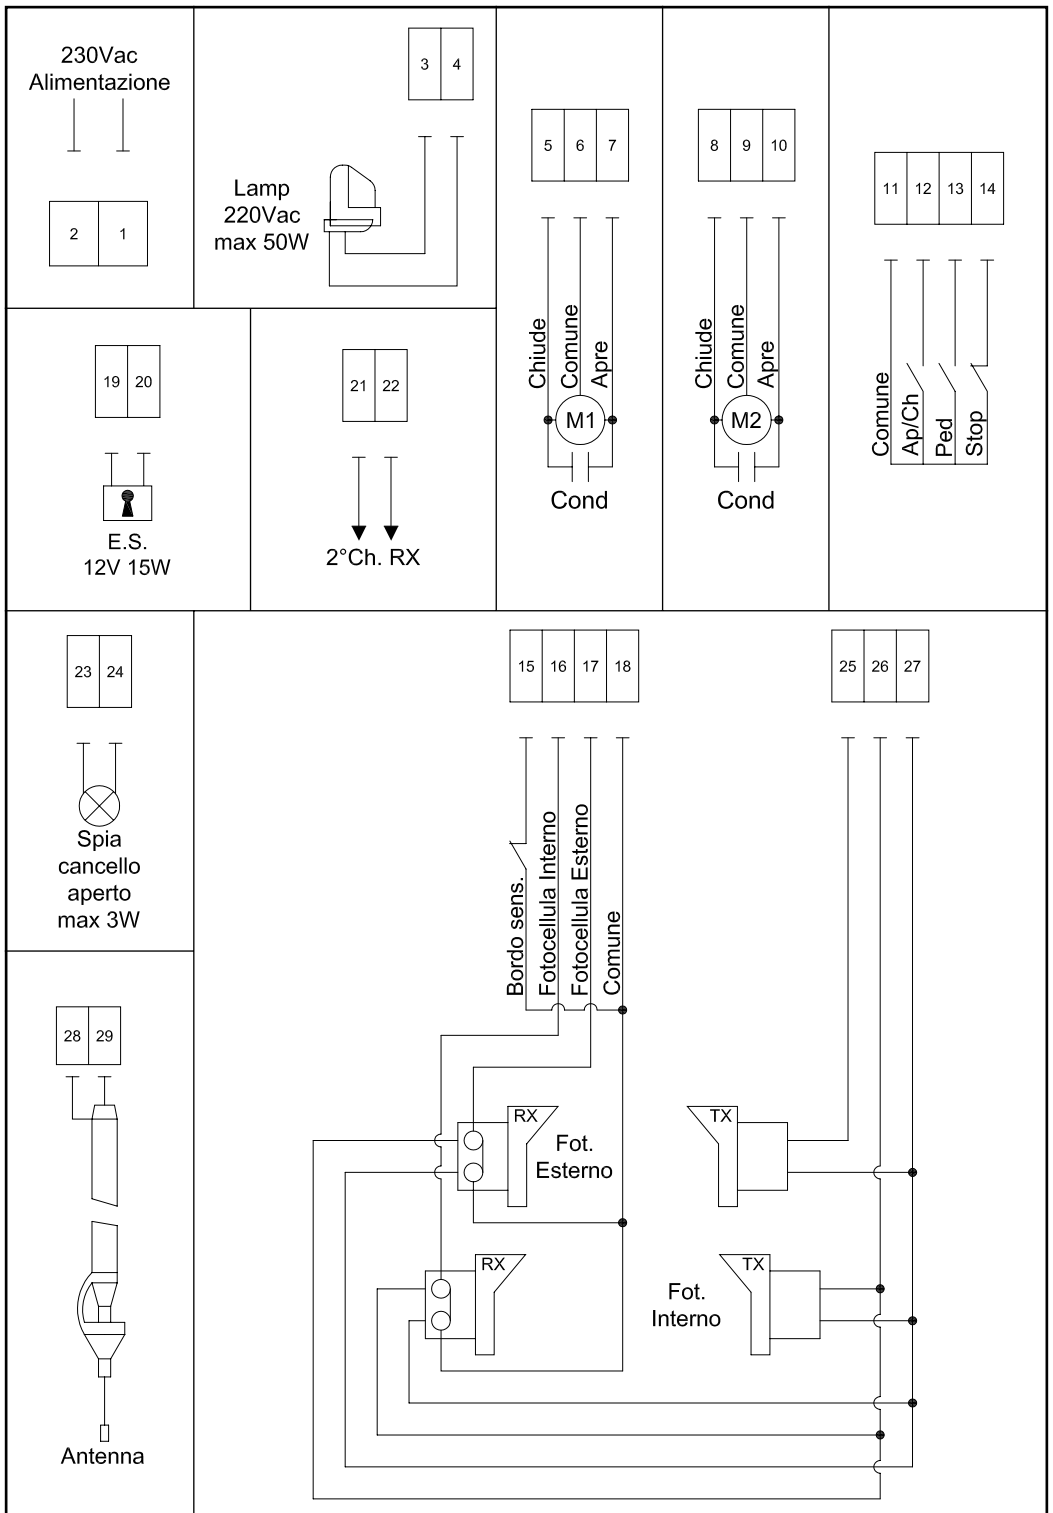 230Vac
Alimentazione
2 1
3 4
Lamp
220Vac
max 50W
5 6 7
Chiude
Comune
Apre
M1
Cond
8 9 10
Chiude
Comune
Apre
M2
Cond
11 12 13 14
Comune
Ap/Ch
Ped
Stop
19 20
E.S.
12V 15W
21 22
2°Ch. RX
23 24
Spia
cancello
aperto
max 3W
15 16 17 18
Bordo sens.
Fotocellula Interno
Fotocellula Esterno
Comune
25 26 27
RX
Fot.
Esterno
TX
RX
Fot.
Interno
TX
28 29
Antenna